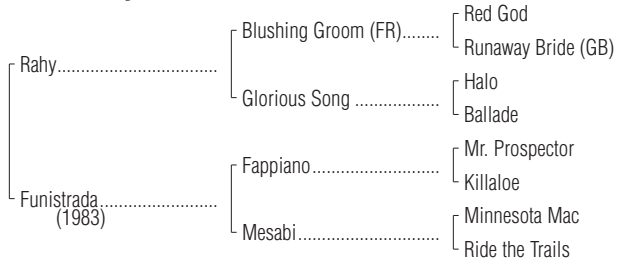 Red God
Blushing Groom (FR)........
Runaway Bride (GB)
Rahy.................................
Halo
Glorious Song ..................
Ballade
Mr. Prospector
Fappiano...........................
Killaloe
Funistrada.........................
(1983)
Minnesota Mac
Mesabi..............................
Ride the Trails